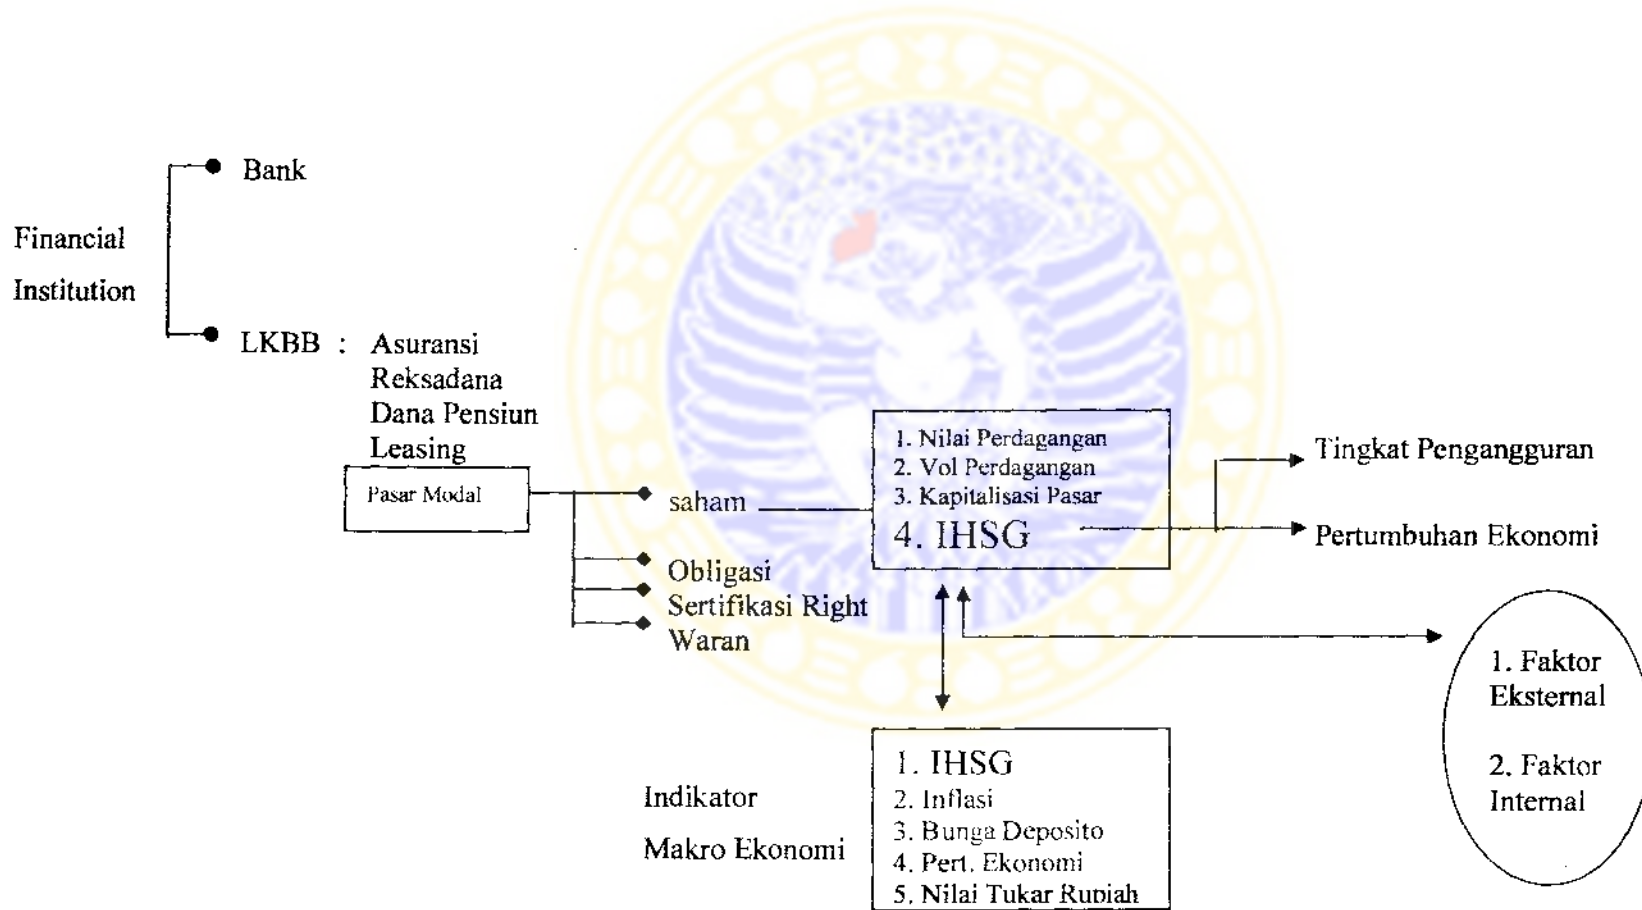 Bank
Financial
Institution
LKBB : Asuransi
Reksadana
Dana Pensiun
Leasing
Pasar Modal
saham
Obligasi
Sertifikasi Right
Waran
1. Nilai Perdagangan
2. Vol Perdagangan
3. Kapitalisasi Pasar
4. IHSG
Tingkat Pengangguran
Pertumbuhan Ekonomi
1. Faktor
Eksternal
2. Faktor
Internal
Indikator
Makro Ekonomi
1. IHSG
2. Inflasi
3. Bunga Deposito
4. Pert. Ekonomi
5. Nilai Tukar Rupiah